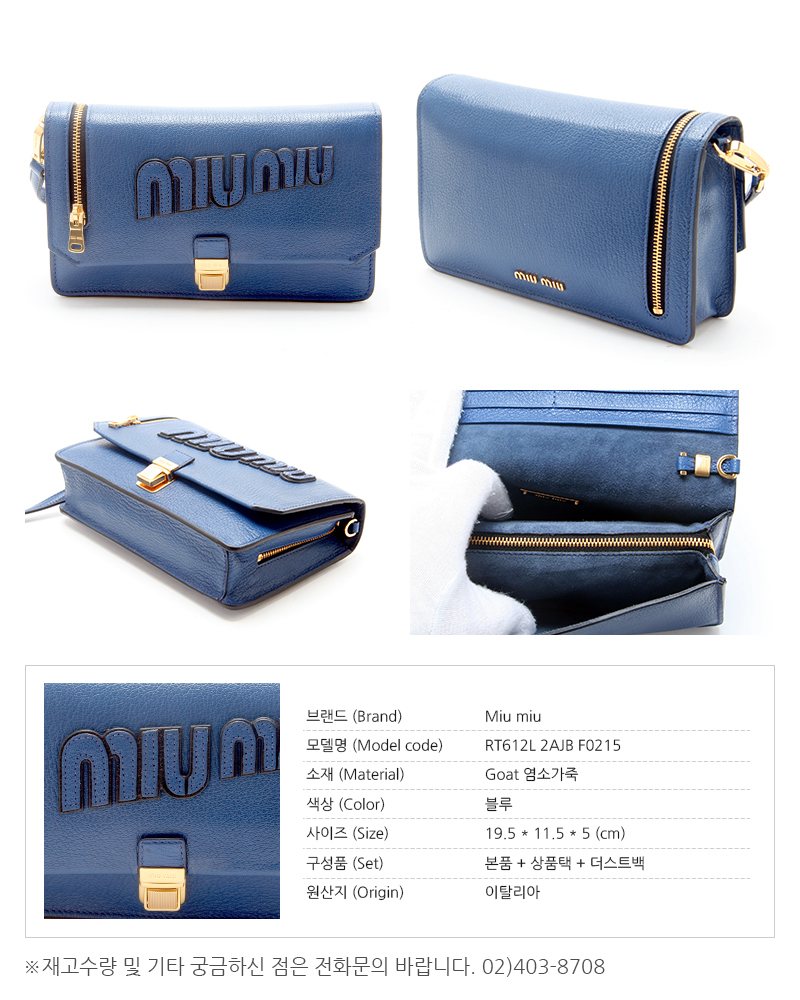 miu miu
miu miu
miu miu
miu miu
브랜드 (Brand) Miu miu
모델명 (Model code) RT612L 2AJB F0215
소재 (Material) Goat 염소가죽
색상 (Color) 블루
사이즈 (Size) 19.5 * 11.5 * 5 (cm)
구성품 (Set) 본품 + 상품택 + 더스트백
원산지 (Origin) 이탈리아
※재고수량 및 기타 궁금하신 점은 전화문의 바랍니다. 02)403-8708